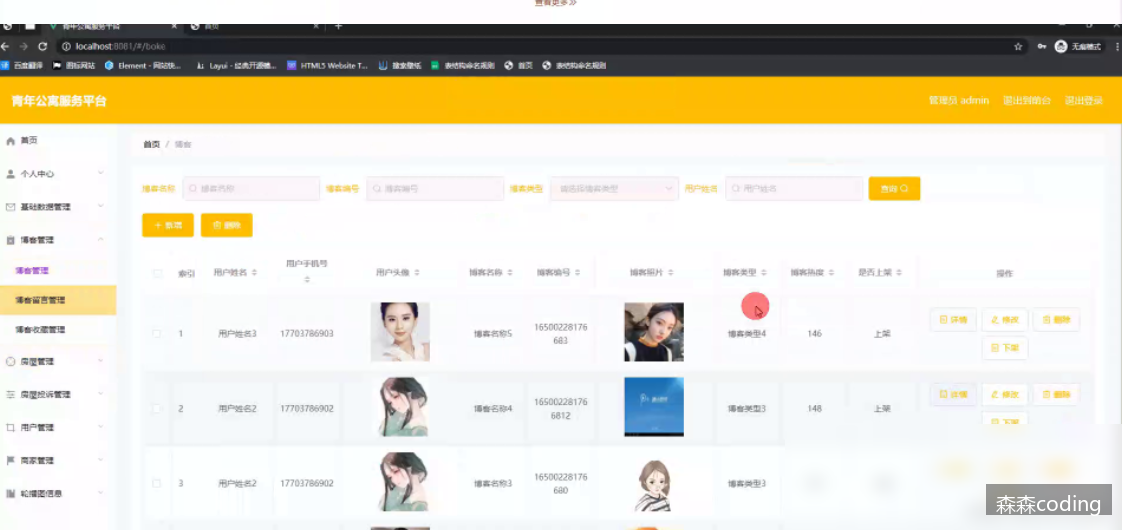 查看更多>>
青年公寓服务平台 首页
localhost:8081/#/boke 无痕模式
百度翻译 图标网站 Element - 网站快... Layui - 经典开源模... HTML5 Website T... 搜索壁纸 表结构命名规则 首页 表结构命名规则
青年公寓服务平台 管理员 admin 退出到前台 退出登录
首页 首页 / 博客
个人中心 博客名称 博客名称 博客编号 博客编号 博客类型 请选择博客类型 用户姓名 用户姓名 查询
基础数据管理 + 新增 删除
博客管理
博客管理
博客留言管理
博客收藏管理
房屋管理
房屋投诉管理
用户管理
商家管理
轮播图信息
索引 用户姓名 用户手机号 用户头像 博客名称 博客编号 博客照片 博客类型 博客热度 是否上架 操作
1 用户姓名3 17703786903 博客名称5 16500228176683 博客类型4 146 上架 详情 修改 删除
下架
2 用户姓名2 17703786902 博客名称4 165002281766812 博客类型3 148 上架 详情 修改 删除
下架
3 用户姓名2 17703786902 博客名称3 16500228176680 博客类型3
森森coding